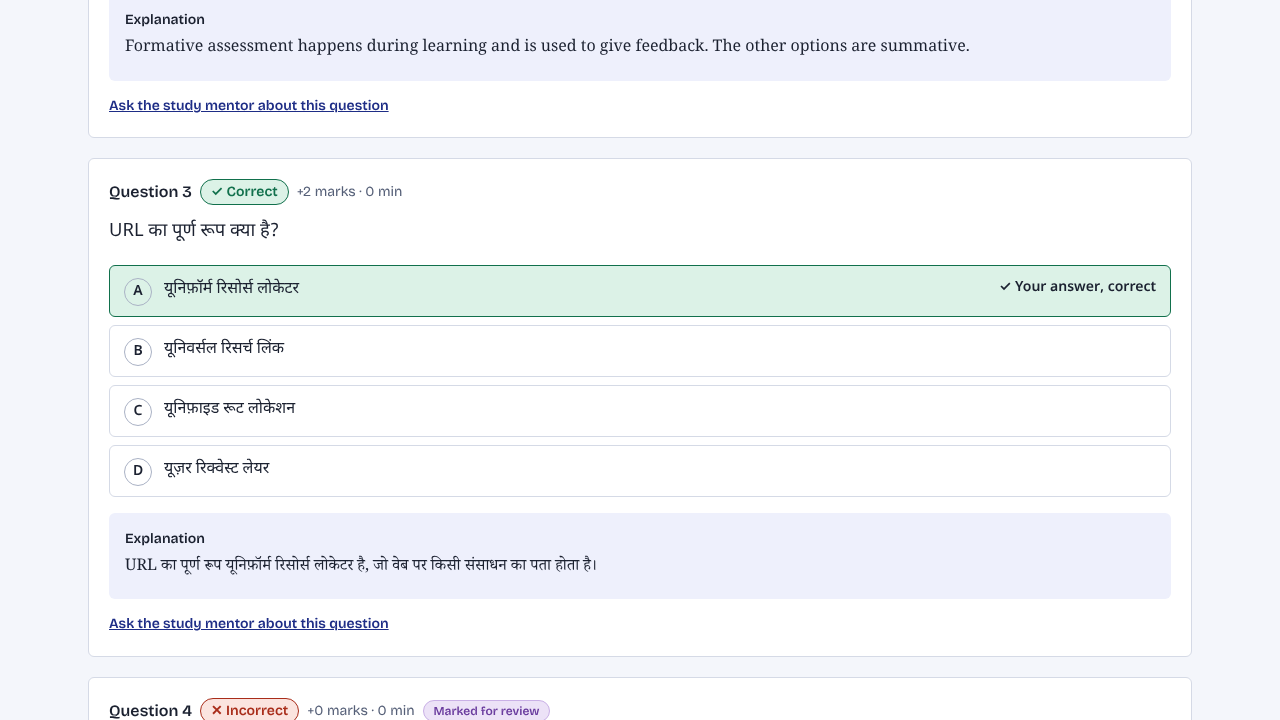 Explanation
Formative assessment happens during learning and is used to give feedback. The other options are summative.
Ask the study mentor about this question
Question 3 ✓ Correct +2 marks · 0 min
URL का पूर्ण रूप क्या है?
A यूनिफ़ॉर्म रिसोर्स लोकेटर ✓ Your answer, correct
B यूनिवर्सल रिसर्च लिंक
C यूनिफ़ाइड रूट लोकेशन
D यूज़र रिक्वेस्ट लेयर
Explanation
URL का पूर्ण रूप यूनिफ़ॉर्म रिसोर्स लोकेटर है, जो वेब पर किसी संसाधन का पता होता है।
Ask the study mentor about this question
Question 4 ✕ Incorrect +0 marks · 0 min Marked for review